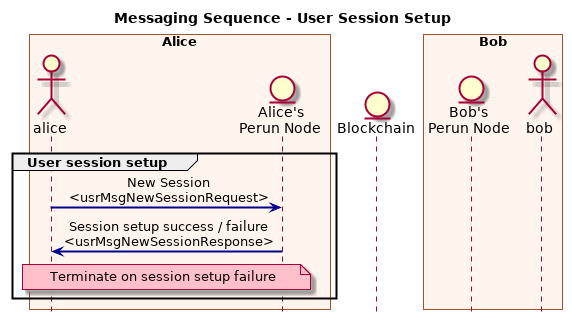 Messaging Sequence - User Session Setup
Alice
Bob
alice
Alice's
Perun Node
Blockchain
Bob's
Perun Node
bob
User session setup
New Session
<usrMsgNewSessionRequest>
Session setup success / failure
<usrMsgNewSessionResponse>
Terminate on session setup failure